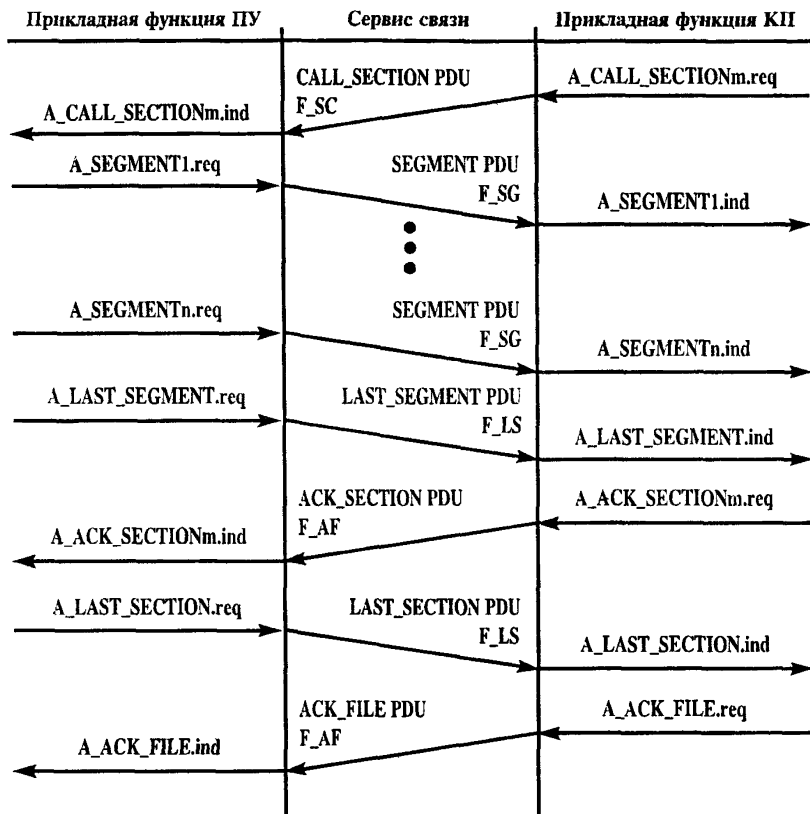 Прикладная функция ПУ
Сервис связи
Прикладная функция КП
CALL_SECTION PDU
F_SC
A_CALL_SECTIONm.req
A_CALL_SECTIONm.ind
A_SEGMENT1.req
SEGMENT PDU
F_SG
A_SEGMENT1.ind
A_SEGMENTn.req
SEGMENT PDU
F_SG
A_SEGMENTn.ind
A_LAST_SEGMENT.req
LAST_SEGMENT PDU
F_LS
A_LAST_SEGMENT.ind
ACK_SECTION PDU
F_AF
A_ACK_SECTIONm.req
A_ACK_SECTIONm.ind
A_LAST_SECTION.req
LAST_SECTION PDU
F_LS
A_LAST_SECTION.ind
ACK_FILE PDU
F_AF
A_ACK_FILE.req
A_ACK_FILE.ind